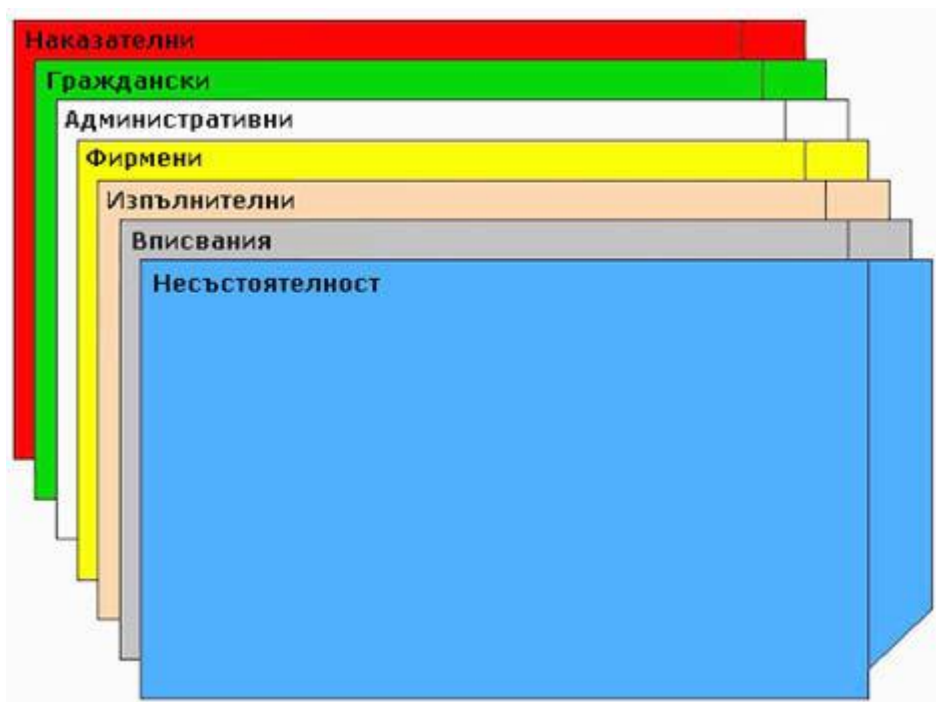 Наказателни
Граждански
Административни
Фирмени
Изпълнителни
Вписвания
Несъстоятелност